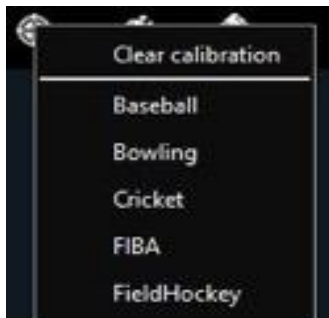 Clear calibration
Baseball
Bowling
Cricket
FIBA
FieldHockey